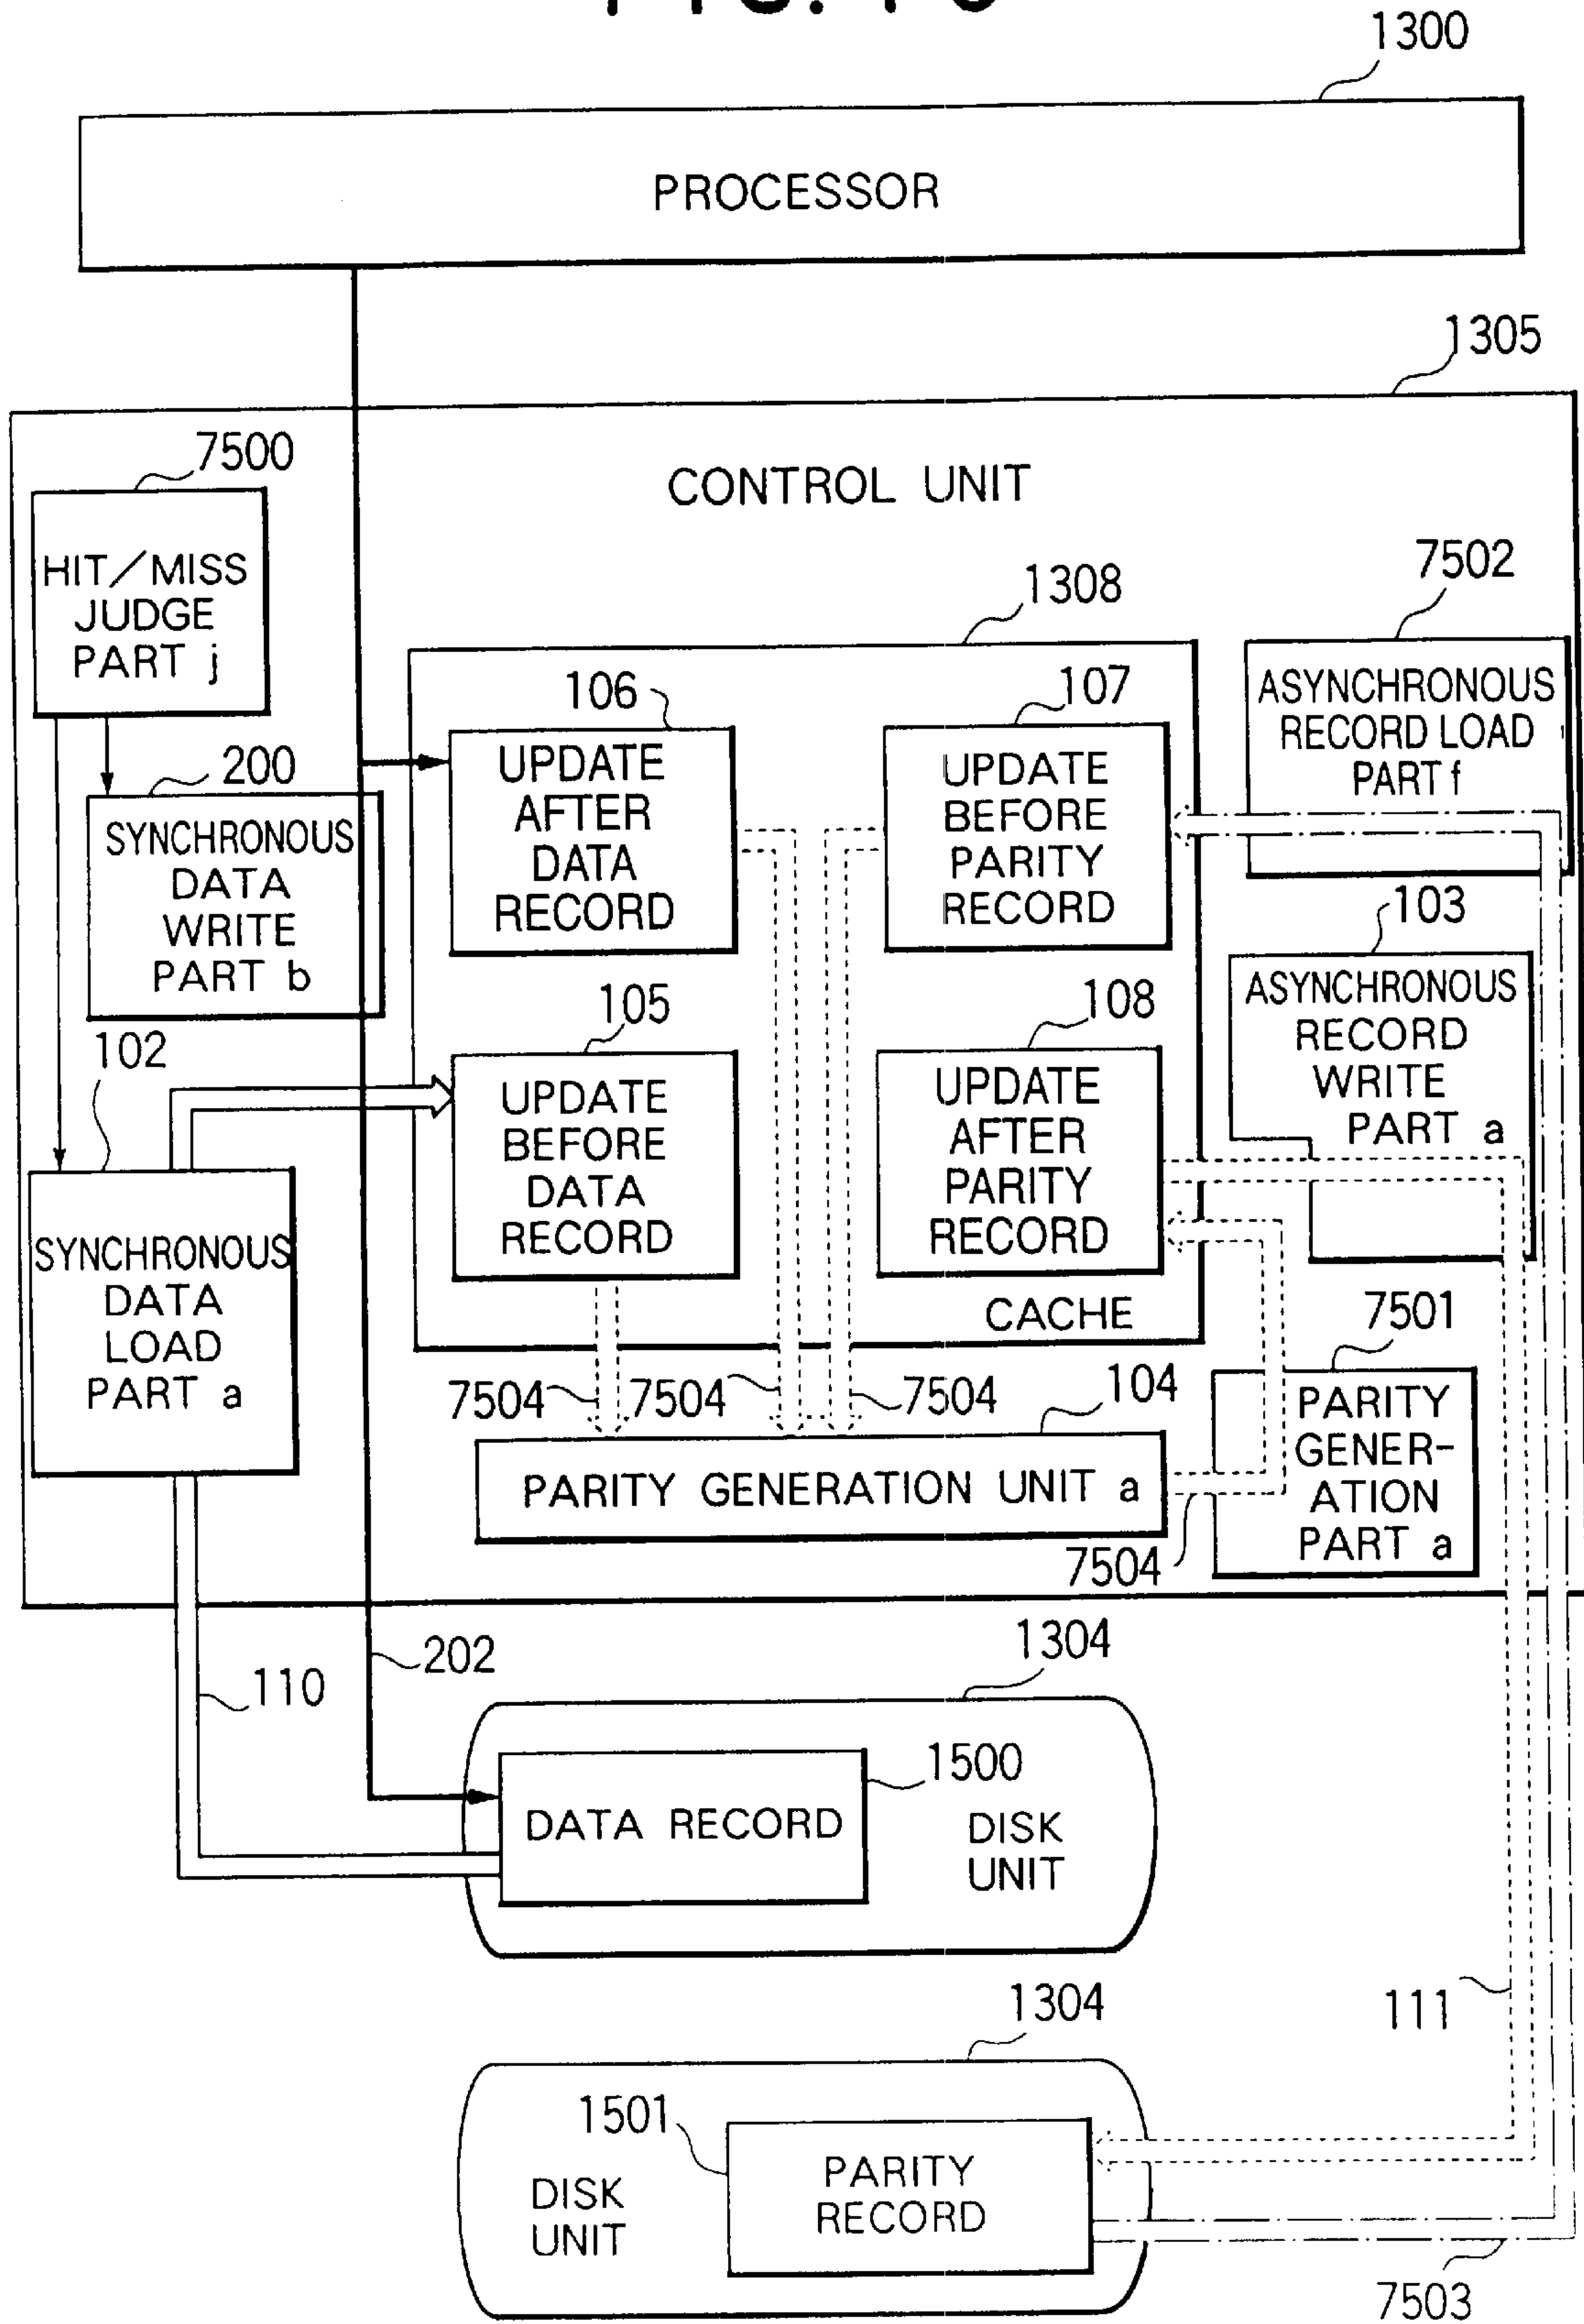 1300
PROCESSOR
1305
7500
CONTROL UNIT
HIT/MISS
JUDGE
PART j
7502
1308
106
107
ASYNCHRONOUS
RECORD LOAD
PART f
UPDATE
AFTER
DATA
RECORD
UPDATE
BEFORE
PARITY
RECORD
200
SYNCHRONOUS
DATA
WRITE
PART b
103
ASYNCHRONOUS
RECORD
WRITE
PART a
105
108
102
UPDATE
BEFORE
DATA
RECORD
UPDATE
AFTER
PARITY
RECORD
SYNCHRONOUS
DATA
LOAD
PART a
CACHE
7501
7504
7504
7504
104
PARITY
GENER-
ATION
PART a
PARITY GENERATION UNIT a
7504
202
1304
110
1500
DATA RECORD
DISK
UNIT
111
1304
1501
PARITY
RECORD
DISK
UNIT
7503